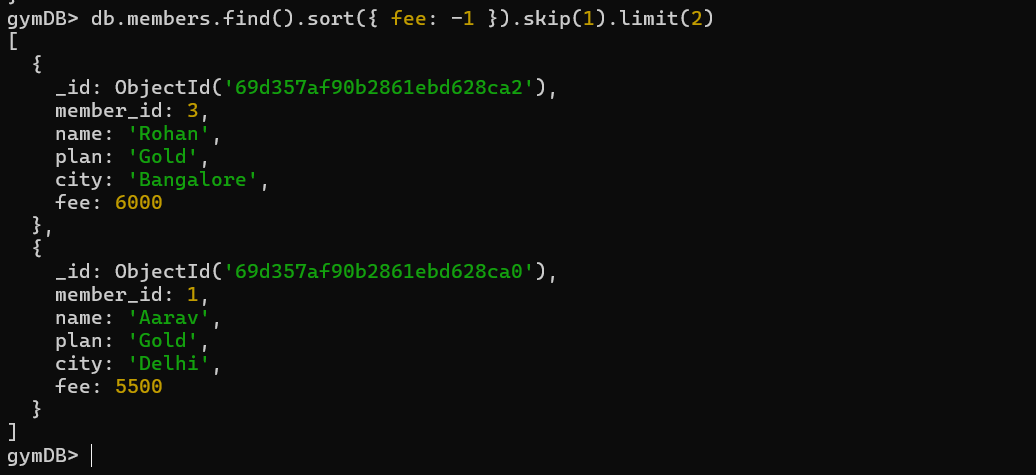 gymDB> db.members.find().sort({ fee: -1 }).skip(1).limit(2)
[
  {
    _id: ObjectId('69d357af90b2861ebd628ca2'),
    member_id: 3,
    name: 'Rohan',
    plan: 'Gold',
    city: 'Bangalore',
    fee: 6000
  },
  {
    _id: ObjectId('69d357af90b2861ebd628ca0'),
    member_id: 1,
    name: 'Aarav',
    plan: 'Gold',
    city: 'Delhi',
    fee: 5500
  }
]
gymDB>